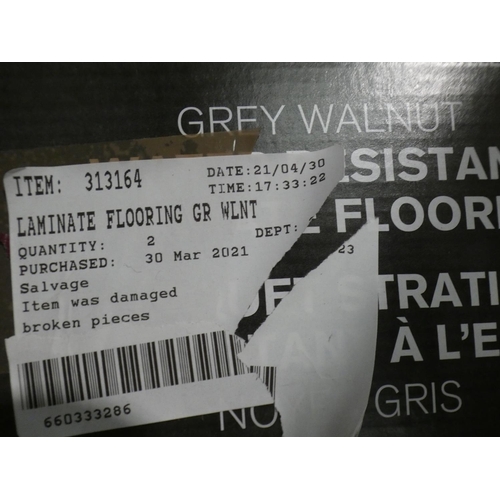 GREY WALNUT
ITEM: 313164
DATE:21/04/30
TIME:17:33:22
LAMINATE FLOORING GR WLNT
QUANTITY: 2
DEPT:
PURCHASED: 30 Mar 2021
23
Salvage
Item was damaged
broken pieces
660333286
À L'E
GRIS